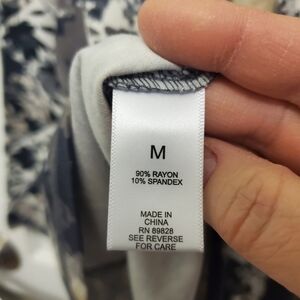 M
90% RAYON
10% SPANDEX
MADE IN
CHINA
RN 89828
SEE REVERSE
FOR CARE